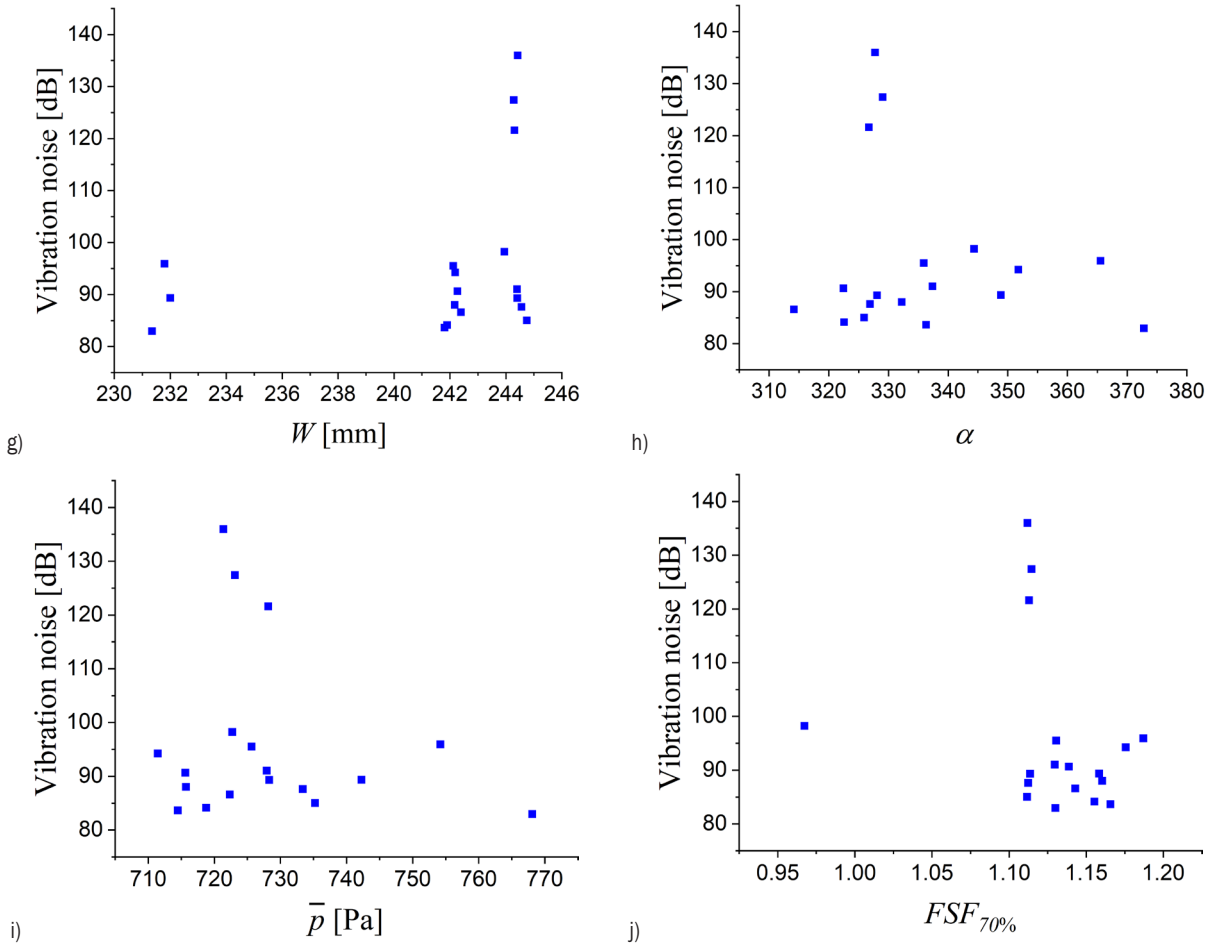 140
130
120
110
100
90
80
Vibration noise [dB]
230 232 234 236 238 240 242 244 246
W [mm]
g)
140
130
120
110
100
90
80
Vibration noise [dB]
310 320 330 340 350 360 370 380
α
h)
140
130
120
110
100
90
80
Vibration noise [dB]
710 720 730 740 750 760 770
p̅ [Pa]
i)
140
130
120
110
100
90
80
Vibration noise [dB]
0.95 1.00 1.05 1.10 1.15 1.20
FSF70%
j)